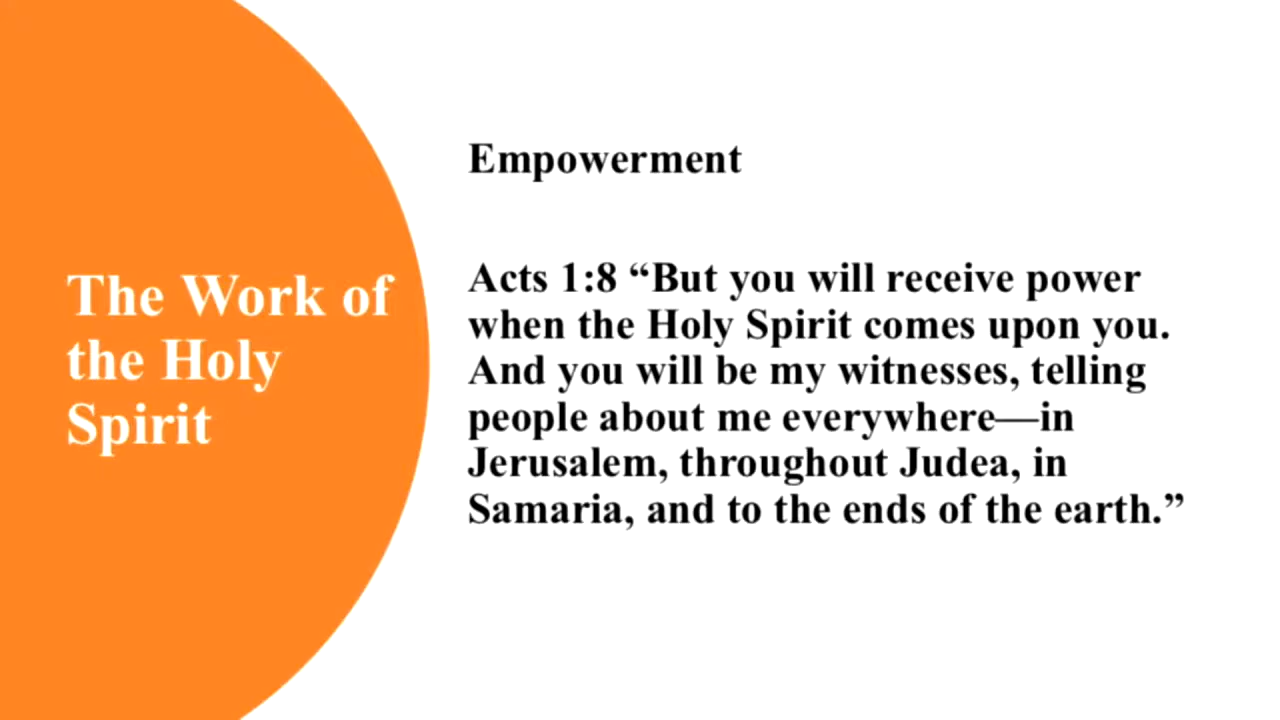 The Work of
the Holy
Spirit
Empowerment
Acts 1:8 “But you will receive power
when the Holy Spirit comes upon you.
And you will be my witnesses, telling
people about me everywhere—in
Jerusalem, throughout Judea, in
Samaria, and to the ends of the earth.”